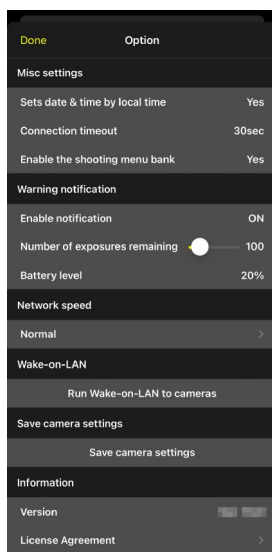 Done Option
Misc settings
Sets date & time by local time Yes
Connection timeout 30sec
Enable the shooting menu bank Yes
Warning notification
Enable notification ON
Number of exposures remaining 100
Battery level 20%
Network speed
Normal
Wake-on-LAN
Run Wake-on-LAN to cameras
Save camera settings
Save camera settings
Information
Version
License Agreement